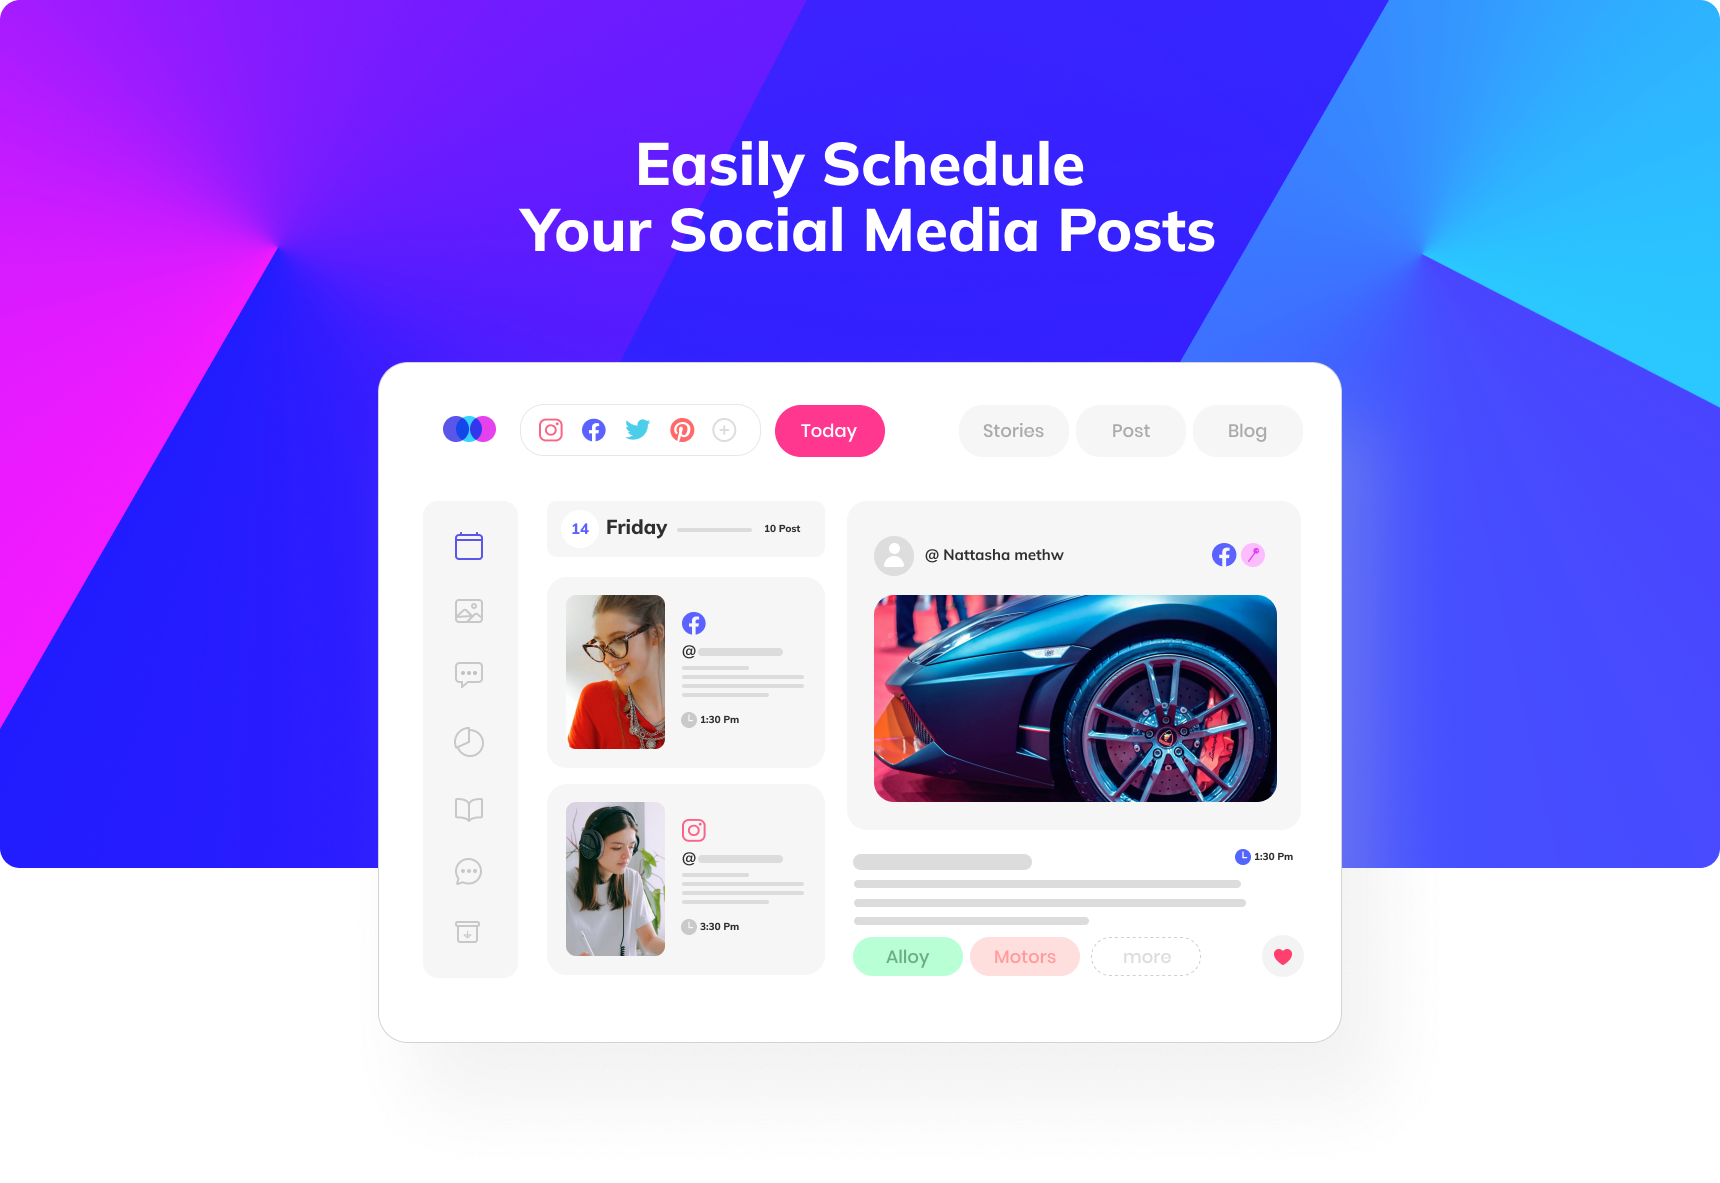 Easily Schedule
Your Social Media Posts
Today
Stories
Post
Blog
14 Friday
10 Post
@
1:30 Pm
@
3:30 Pm
@ Nattasha methw
1:30 Pm
Alloy
Motors
more